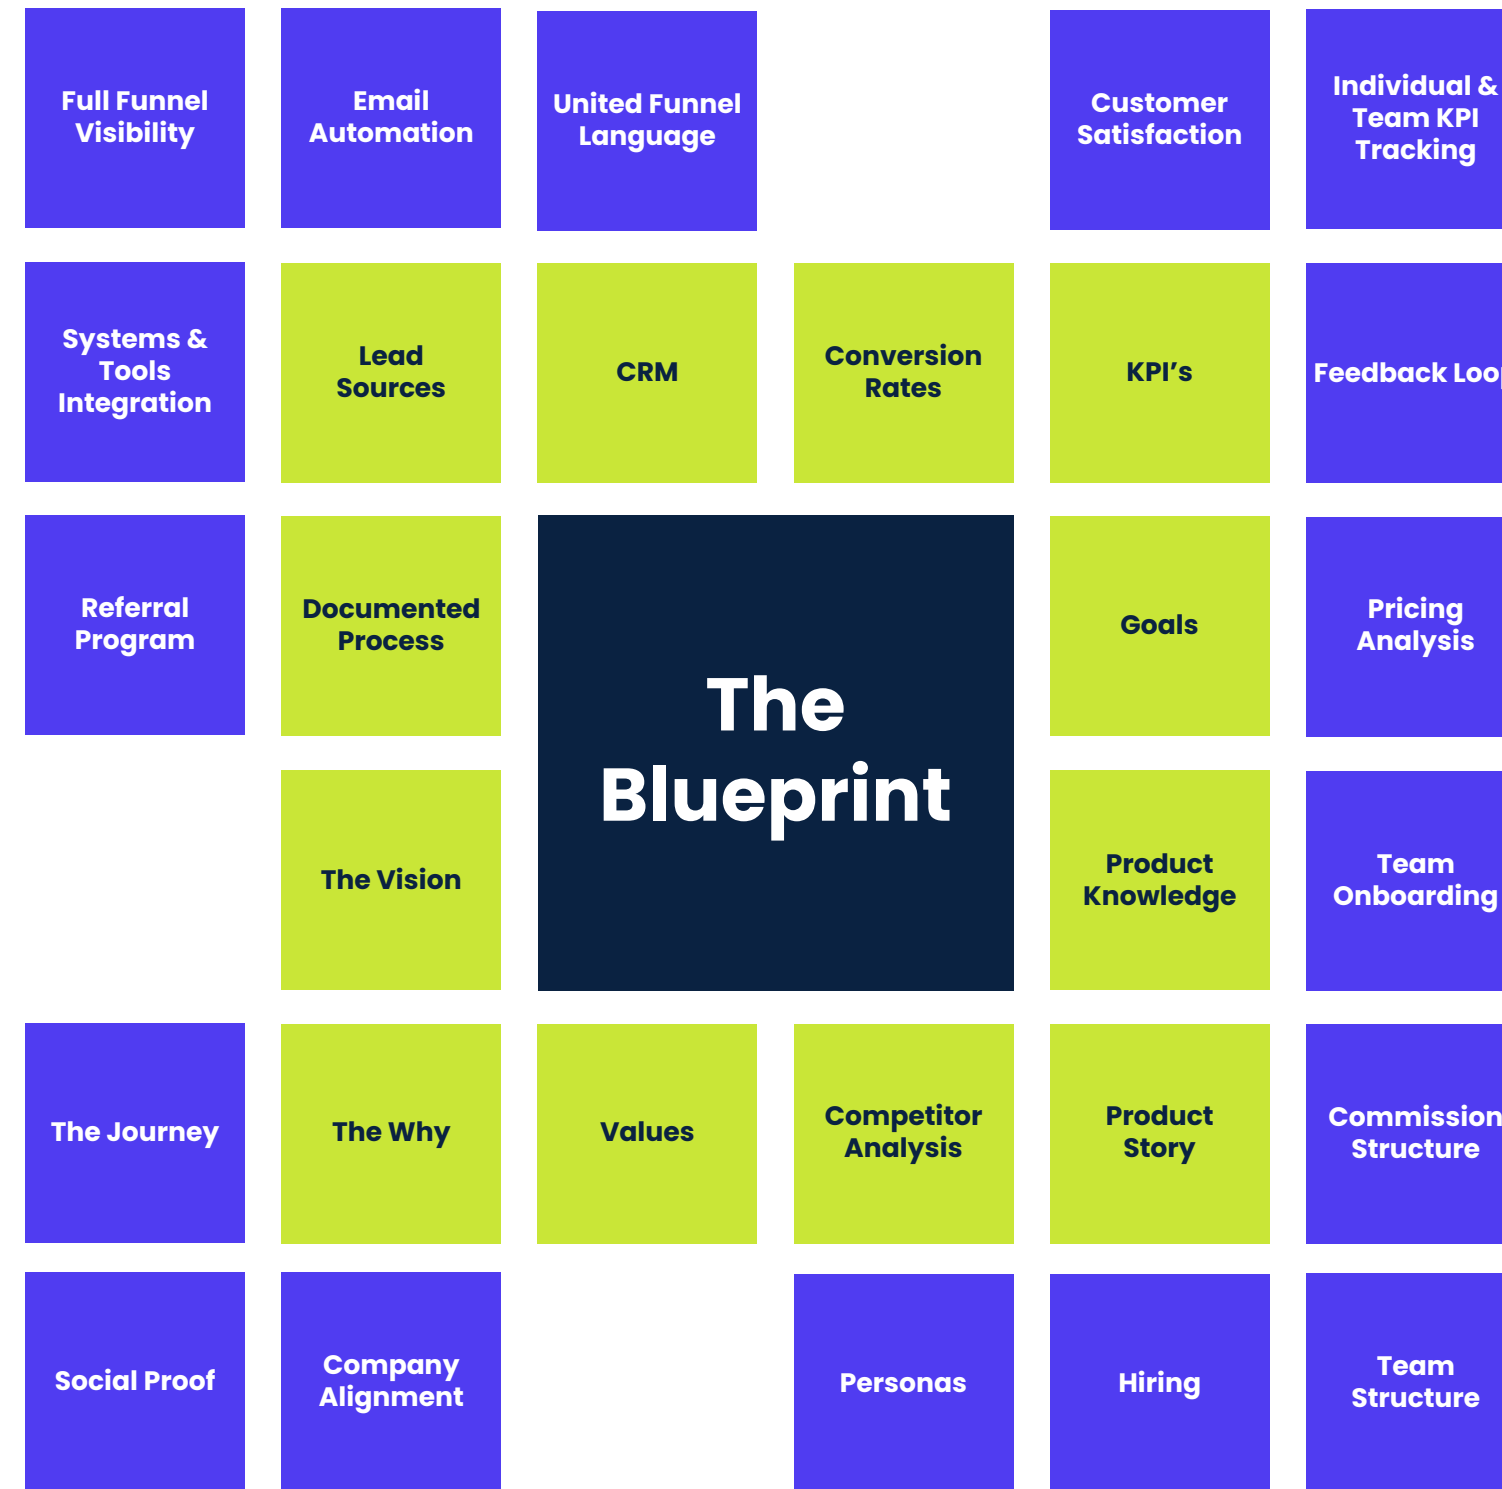 Full Funnel
Visibility
Email
Automation
United Funnel
Language
Customer
Satisfaction
Individual &
Team KPI
Tracking
Systems &
Tools
Integration
Lead
Sources
CRM
Conversion
Rates
KPI’s
Feedback Loop
Referral
Program
Documented
Process
The
Blueprint
Goals
Pricing
Analysis
The Vision
Product
Knowledge
Team
Onboarding
The Journey
The Why
Values
Competitor
Analysis
Product
Story
Commission
Structure
Social Proof
Company
Alignment
Personas
Hiring
Team
Structure